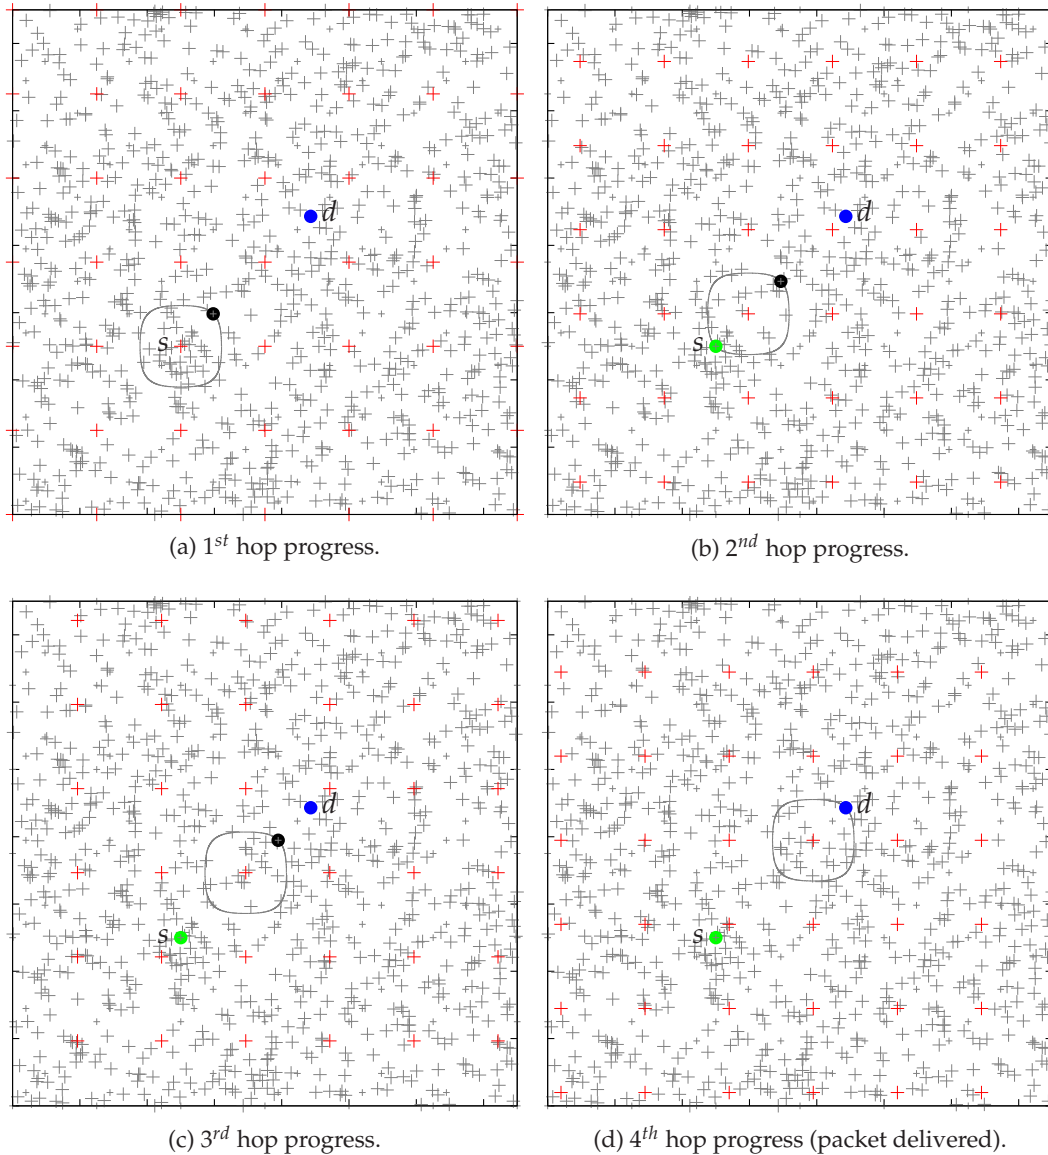 d
s
d
s
(a) 1st hop progress.
(b) 2nd hop progress.
d
s
d
s
(c) 3rd hop progress.
(d) 4th hop progress (packet delivered).